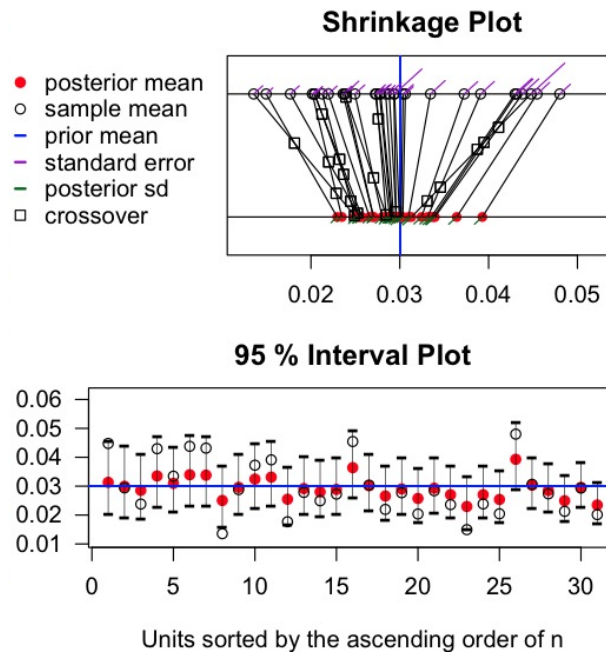 Shrinkage Plot
posterior mean
sample mean
prior mean
standard error
posterior sd
crossover
0.02 0.03 0.04 0.05
95 % Interval Plot
0.06
0.05
0.04
0.03
0.02
0.01
0 5 10 15 20 25 30
Units sorted by the ascending order of n